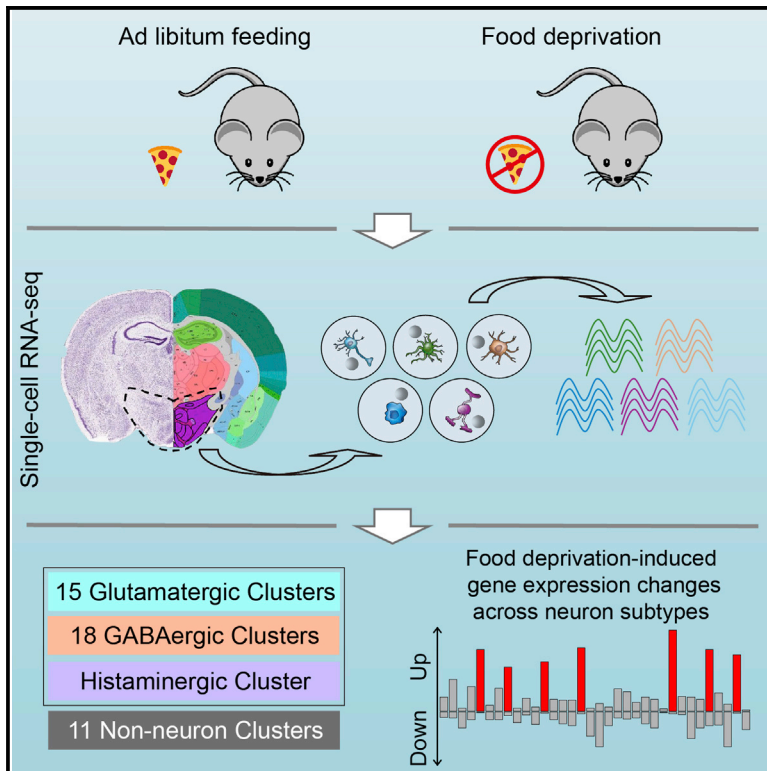 Ad libitum feeding
Food deprivation
Single-cell RNA-seq
15 Glutamatergic Clusters
18 GABAergic Clusters
Histaminergic Cluster
11 Non-neuron Clusters
Food deprivation-induced
gene expression changes
across neuron subtypes
Up
Down